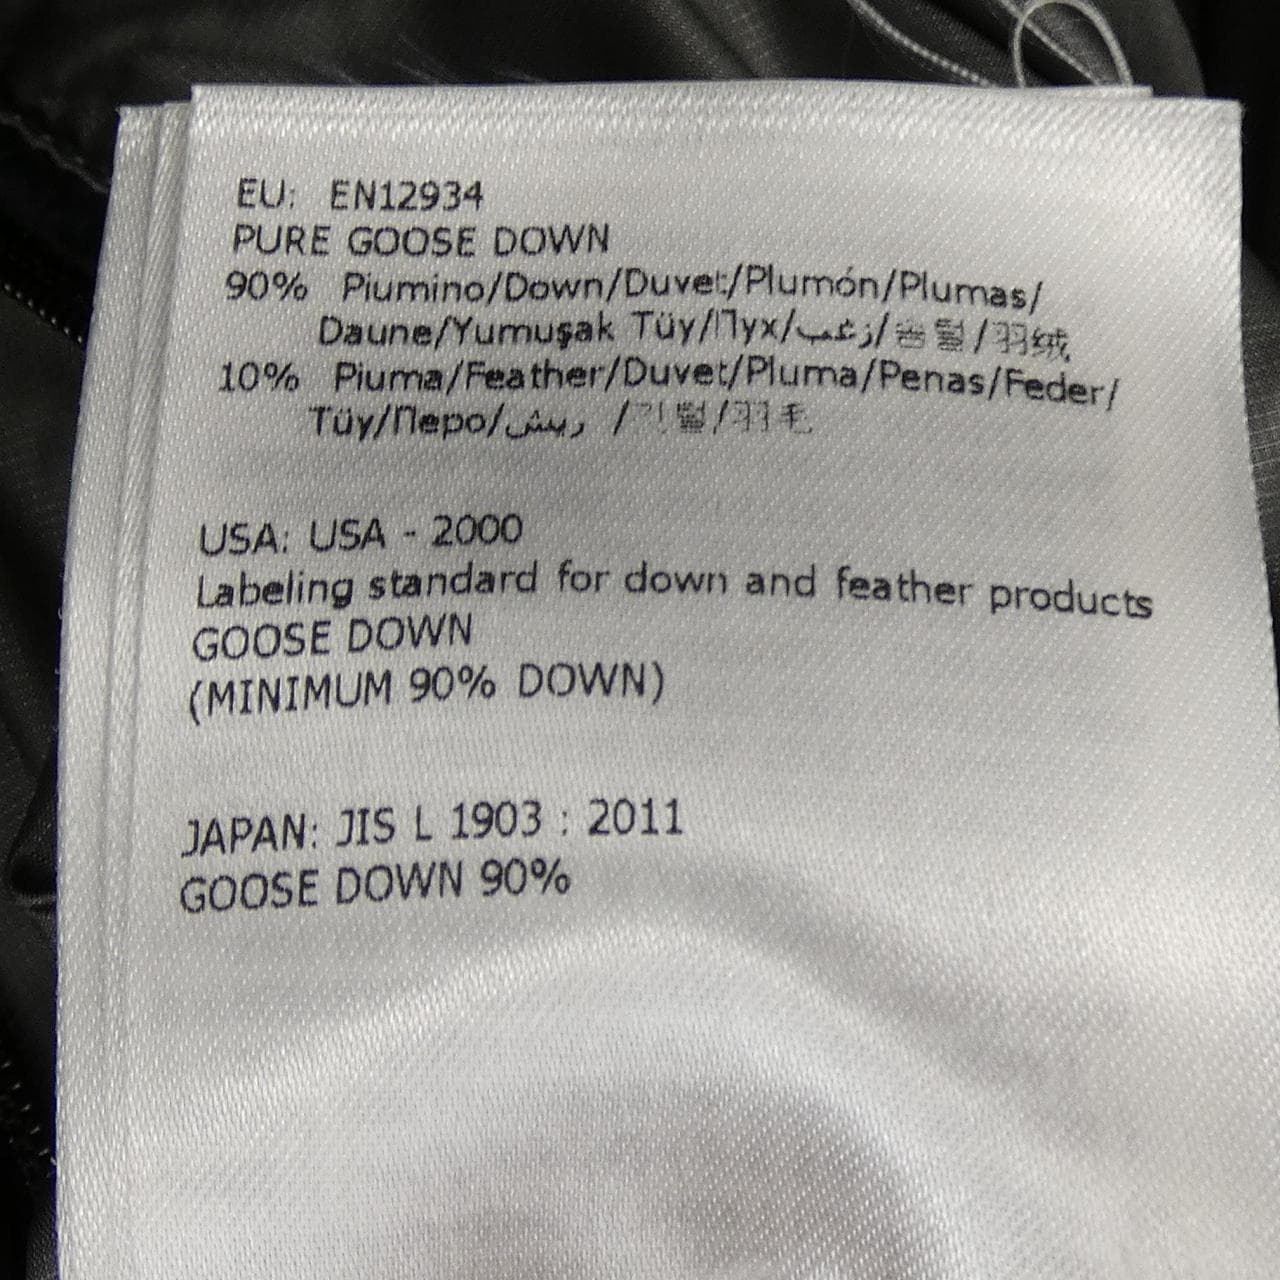 EU: EN12934
PURE GOOSE DOWN
90% Piumino/Down/Duvet/Plumón/Plumas/
Daune/Yumuşak Tüy/Пух/زغب/솜털/羽绒
10% Piuma/Feather/Duvet/Pluma/Penas/Feder/
Tüy/Перо/ريش /깃털/羽毛
USA: USA - 2000
Labeling standard for down and feather products
GOOSE DOWN
(MINIMUM 90% DOWN)
JAPAN: JIS L 1903 : 2011
GOOSE DOWN 90%